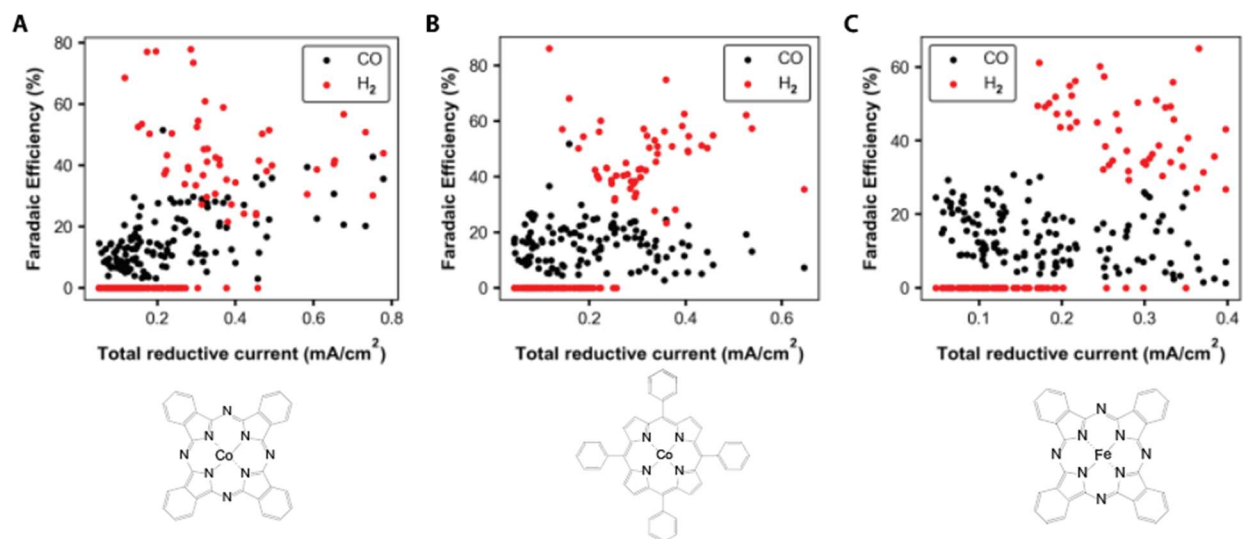 A
Faradaic Efficiency (%)
80
60
40
20
0
CO
H₂
0.2
0.4
0.6
0.8
Total reductive current (mA/cm²)
N
N
N
N
Co
N
N
N
N
B
Faradaic Efficiency (%)
80
60
40
20
0
CO
H₂
0.2
0.4
0.6
Total reductive current (mA/cm²)
N
N
Co
N
N
C
Faradaic Efficiency (%)
60
40
20
0
CO
H₂
0.1
0.2
0.3
0.4
Total reductive current (mA/cm²)
N
N
N
N
Fe
N
N
N
N